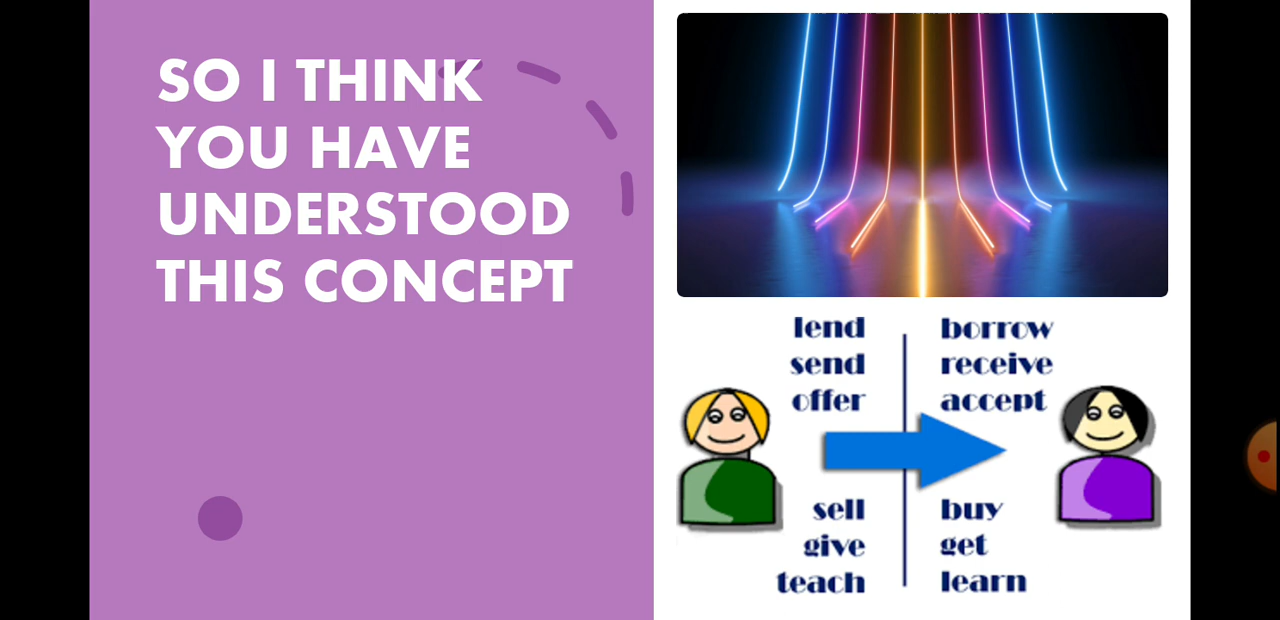 SO I THINK
YOU HAVE
UNDERSTOOD
THIS CONCEPT
lend
send
offer
borrow
receive
accept
sell
give
teach
buy
get
learn